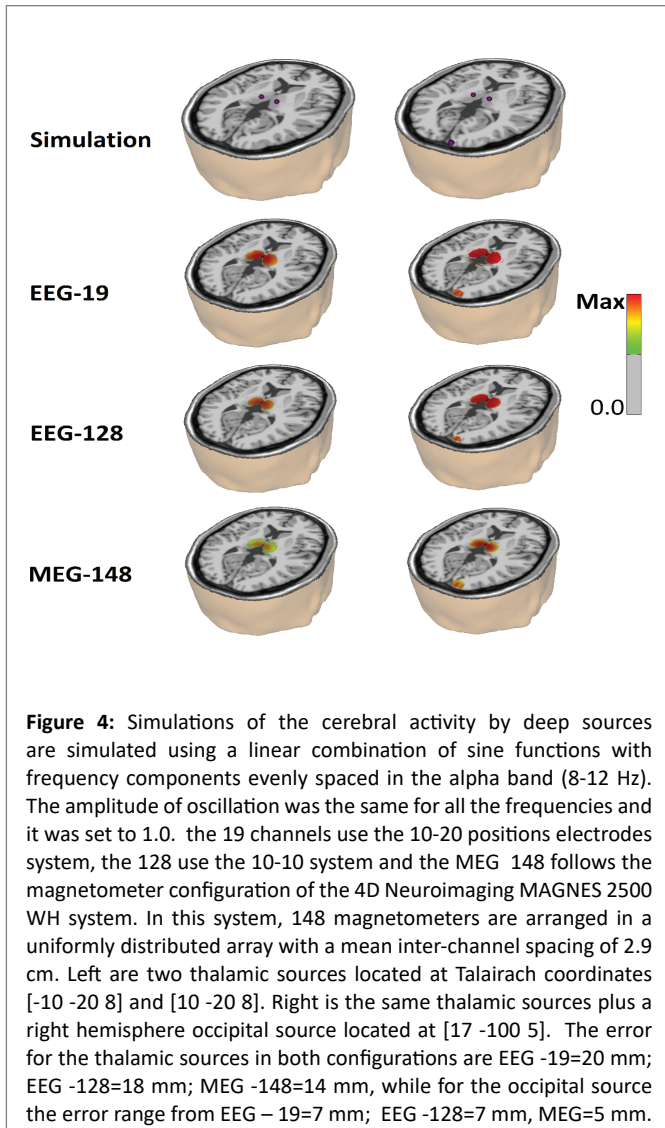 Simulation
EEG-19
Max
0.0
EEG-128
MEG-148
Figure 4: Simulations of the cerebral activity by deep sources
are simulated using a linear combination of sine functions with
frequency components evenly spaced in the alpha band (8-12 Hz).
The amplitude of oscillation was the same for all the frequencies and
it was set to 1.0. the 19 channels use the 10-20 positions electrodes
system, the 128 use the 10-10 system and the MEG 148 follows the
magnetometer configuration of the 4D Neuroimaging MAGNES 2500
WH system. In this system, 148 magnetometers are arranged in a
uniformly distributed array with a mean inter-channel spacing of 2.9
cm. Left are two thalamic sources located at Talairach coordinates
[-10 -20 8] and [10 -20 8]. Right is the same thalamic sources plus a
right hemisphere occipital source located at [17 -100 5]. The error
for the thalamic sources in both configurations are EEG -19=20 mm;
EEG -128=18 mm; MEG -148=14 mm, while for the occipital source
the error range from EEG – 19=7 mm; EEG -128=7 mm, MEG=5 mm.